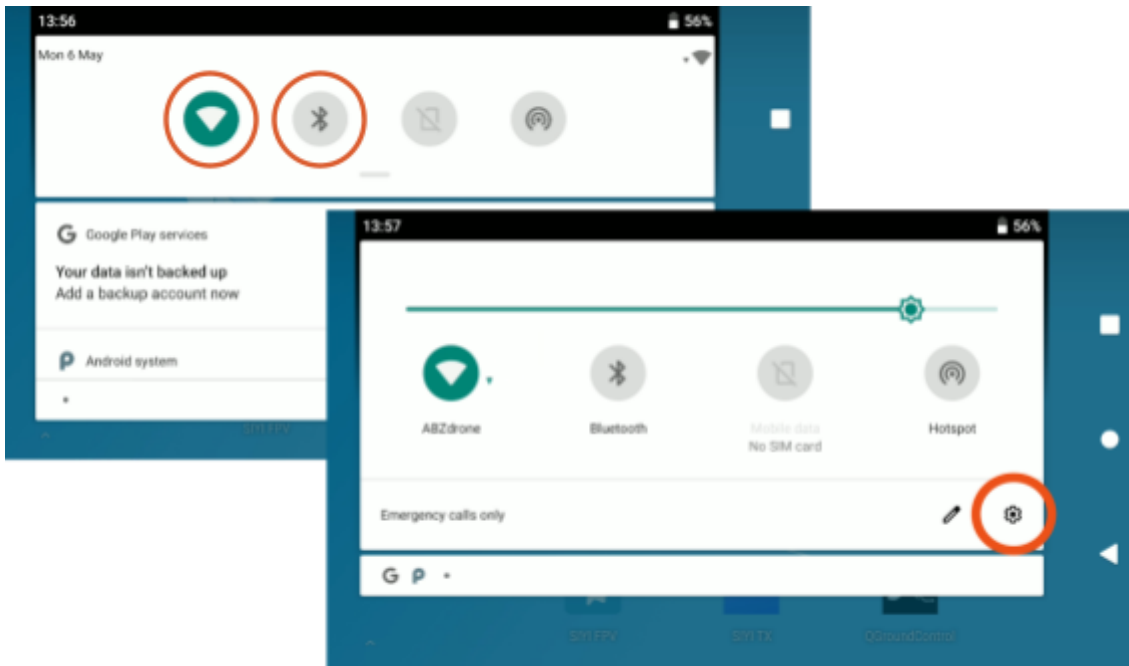 13:56
56%
Mon 6 May
Google Play services
Your data isn't backed up
Add a backup account now
Android system
SIYI FPV
13:57
56%
ABZdrone
Bluetooth
Mobile data
No SIM card
Hotspot
Emergency calls only
SIYI FPV
SIYI TX
QGroundControl